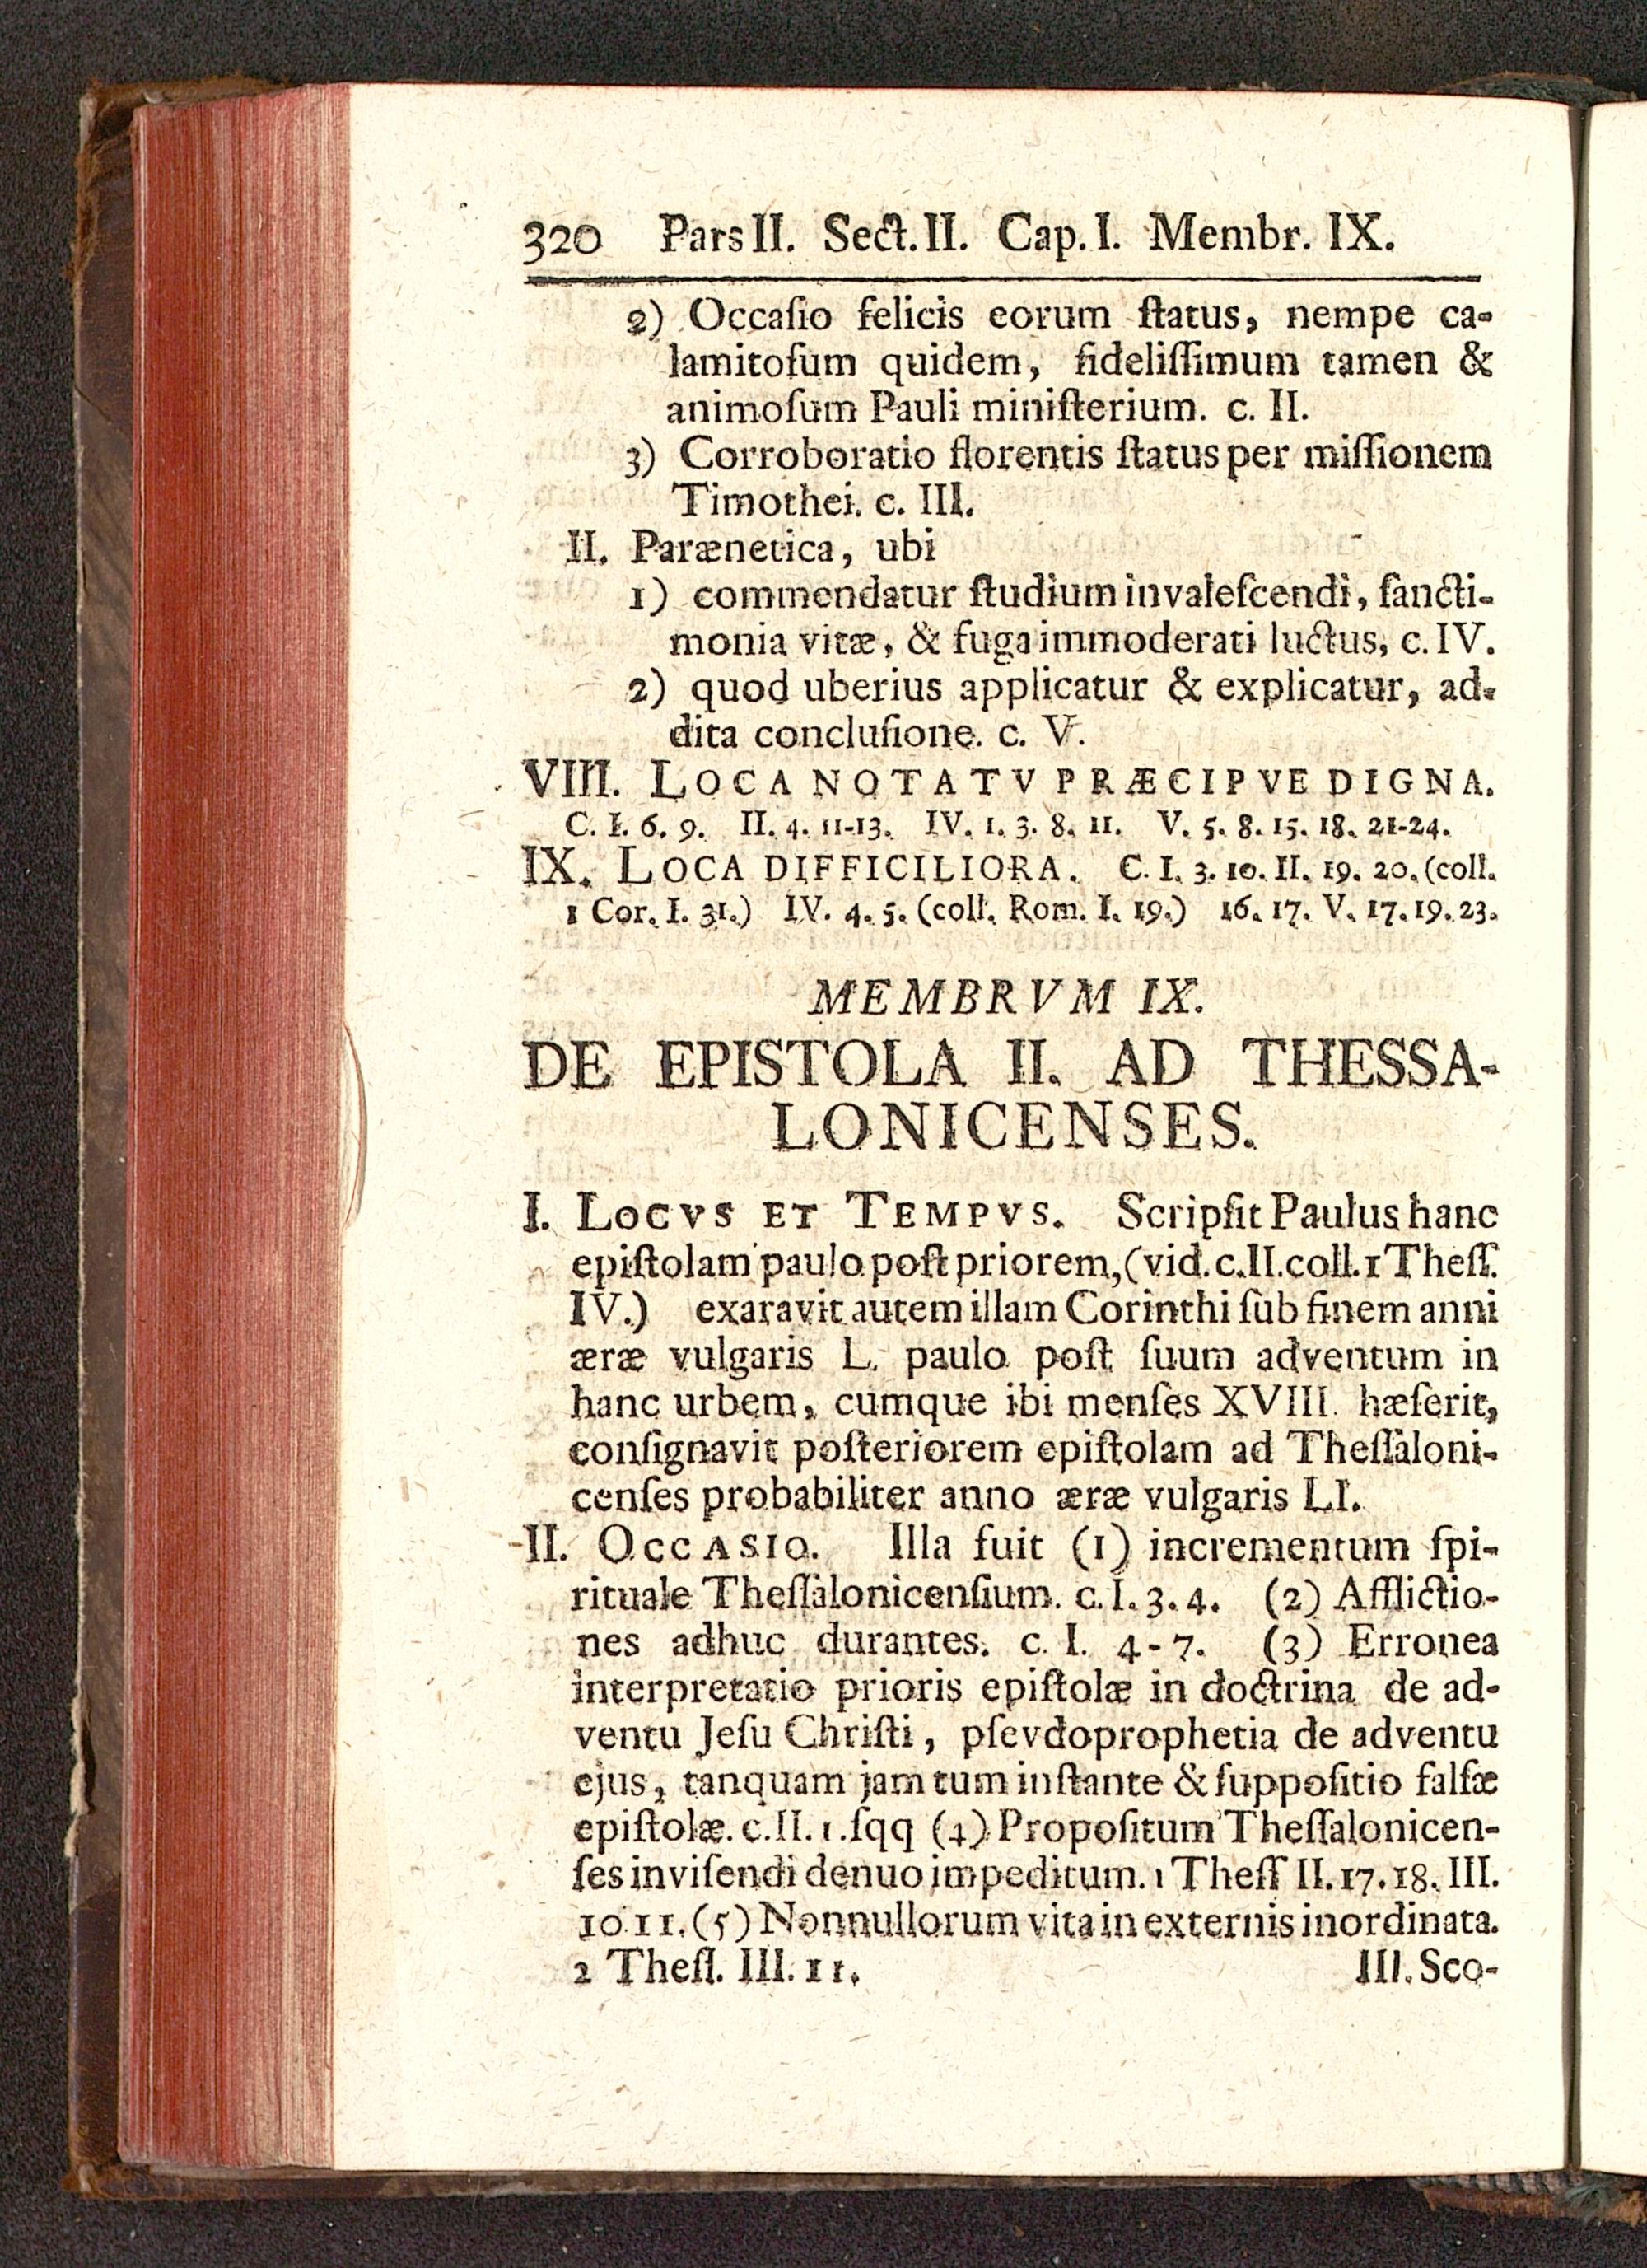 320 Pars II. Sect. II. Cap. I. Membr. IX.
2) Occaſio felicis eorum ſtatus, nempe ca-
lamitoſum quidem, fideliſſimum tamen &
animoſum Pauli miniſterium. c. II.
3) Corroboratio florentis ſtatus per miſſionem
Timothei. c. III.
II. Parænetica, ubi
1) commendatur ſtudium invaleſcendi, ſancti-
monia vitæ, & fuga immoderati luctus, c. IV.
2) quod uberius applicatur & explicatur, ad-
dita concluſione. c. V.
VIII. LOCA NOTATV PRÆCIPVE DIGNA.
C. I. 6. 9. II. 4. 11-13. IV. 1. 3. 8. 11. V. 5. 8. 15. 18. 21-24.
IX. LOCA DIFFICILIORA. C. I. 3. 10. II. 19. 20. (coll.
1 Cor. I. 31.) IV. 4. 5. (coll. Rom. I. 19.) 16. 17. V. 17. 19. 23.
MEMBRVM IX.
DE EPISTOLA II. AD THESSA-
LONICENSES.
I. LOCVS ET TEMPVS. Scripſit Paulus hanc
epiſtolam paulo poſt priorem, (vid. c. II. coll. 1 Theſſ.
IV.) exaravit autem illam Corinthi ſub finem anni
æræ vulgaris L. paulo poſt ſuum adventum in
hanc urbem, cumque ibi menſes XVIII. hæſerit,
conſignavit poſteriorem epiſtolam ad Theſſaloni-
cenſes probabiliter anno æræ vulgaris LI.
II. OCCASIO. Illa fuit (1) incrementum ſpi-
rituale Theſſalonicenſium. c. I. 3. 4. (2) Afflictio-
nes adhuc durantes. c. I. 4-7. (3) Erronea
interpretatio prioris epiſtolæ in doctrina de ad-
ventu Jeſu Chriſti, pſevdoprophetia de adventu
ejus, tanquam jam tum inſtante & ſuppoſitio falſæ
epiſtolæ. c. II. 1. ſqq (4) Propoſitum Theſſalonicen-
ſes inviſendi denuo impeditum. 1 Theſſ II. 17. 18. III.
10. 11. (5) Nonnullorum vita in externis inordinata.
2 Theſſ. III. 11. III. Sco-